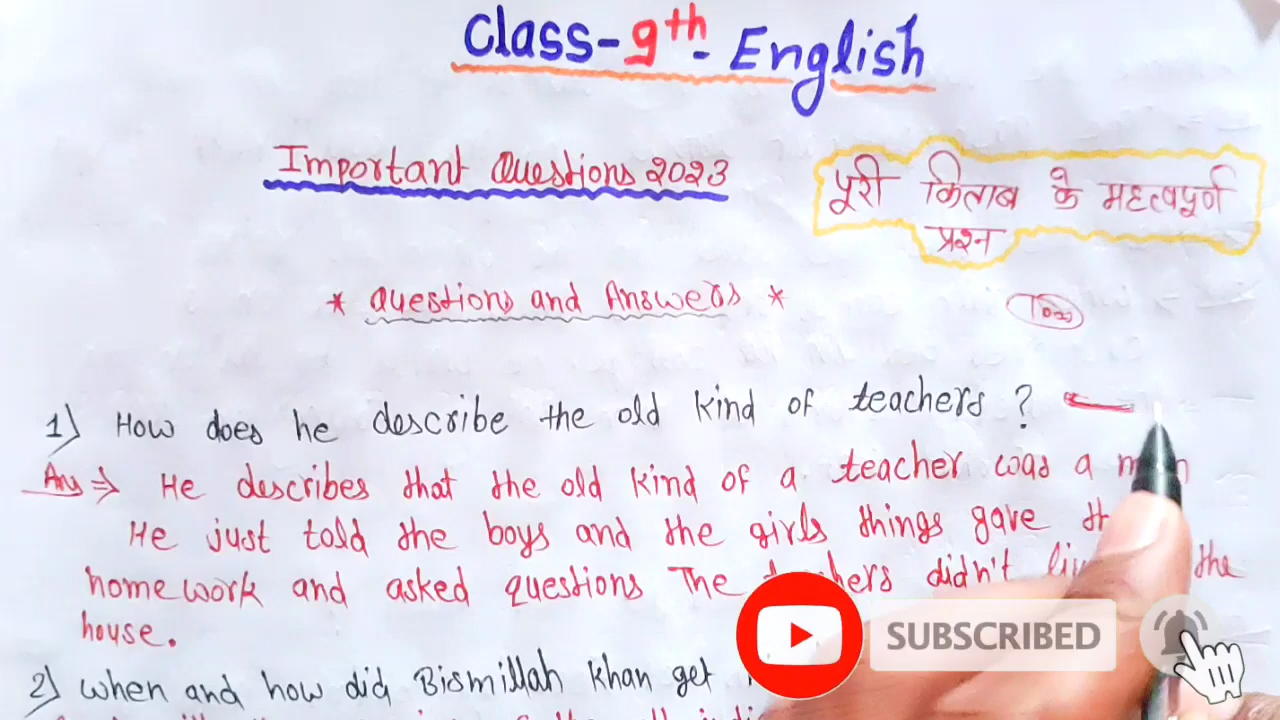 Class-9th-English
Important Questions 2023
पूरी किताब के महत्वपूर्ण
प्रश्न
* Questions and Answers *
1) How does he describe the old kind of teachers ?
Ans ⇒ He describes that the old kind of a teacher was a
He just told the boys and the girls things gave
homework and asked questions The didn't the
house.
SUBSCRIBED
2) When and how did Bismillah Khan get